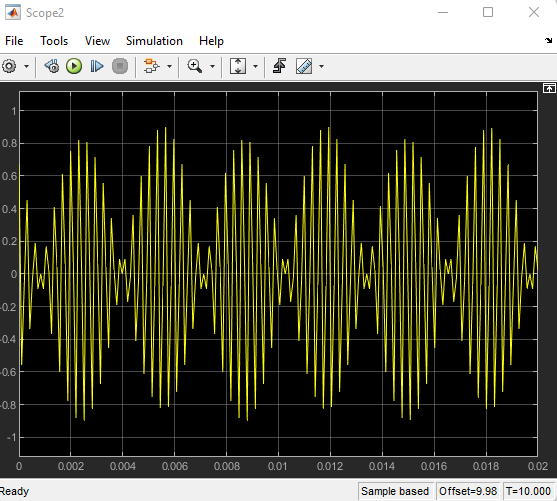 Scope2
File Tools View Simulation Help
1
0.8
0.6
0.4
0.2
0
-0.2
-0.4
-0.6
-0.8
-1
0 0.002 0.004 0.006 0.008 0.01 0.012 0.014 0.016 0.018 0.02
Ready Sample based Offset=9.98 T=10.000